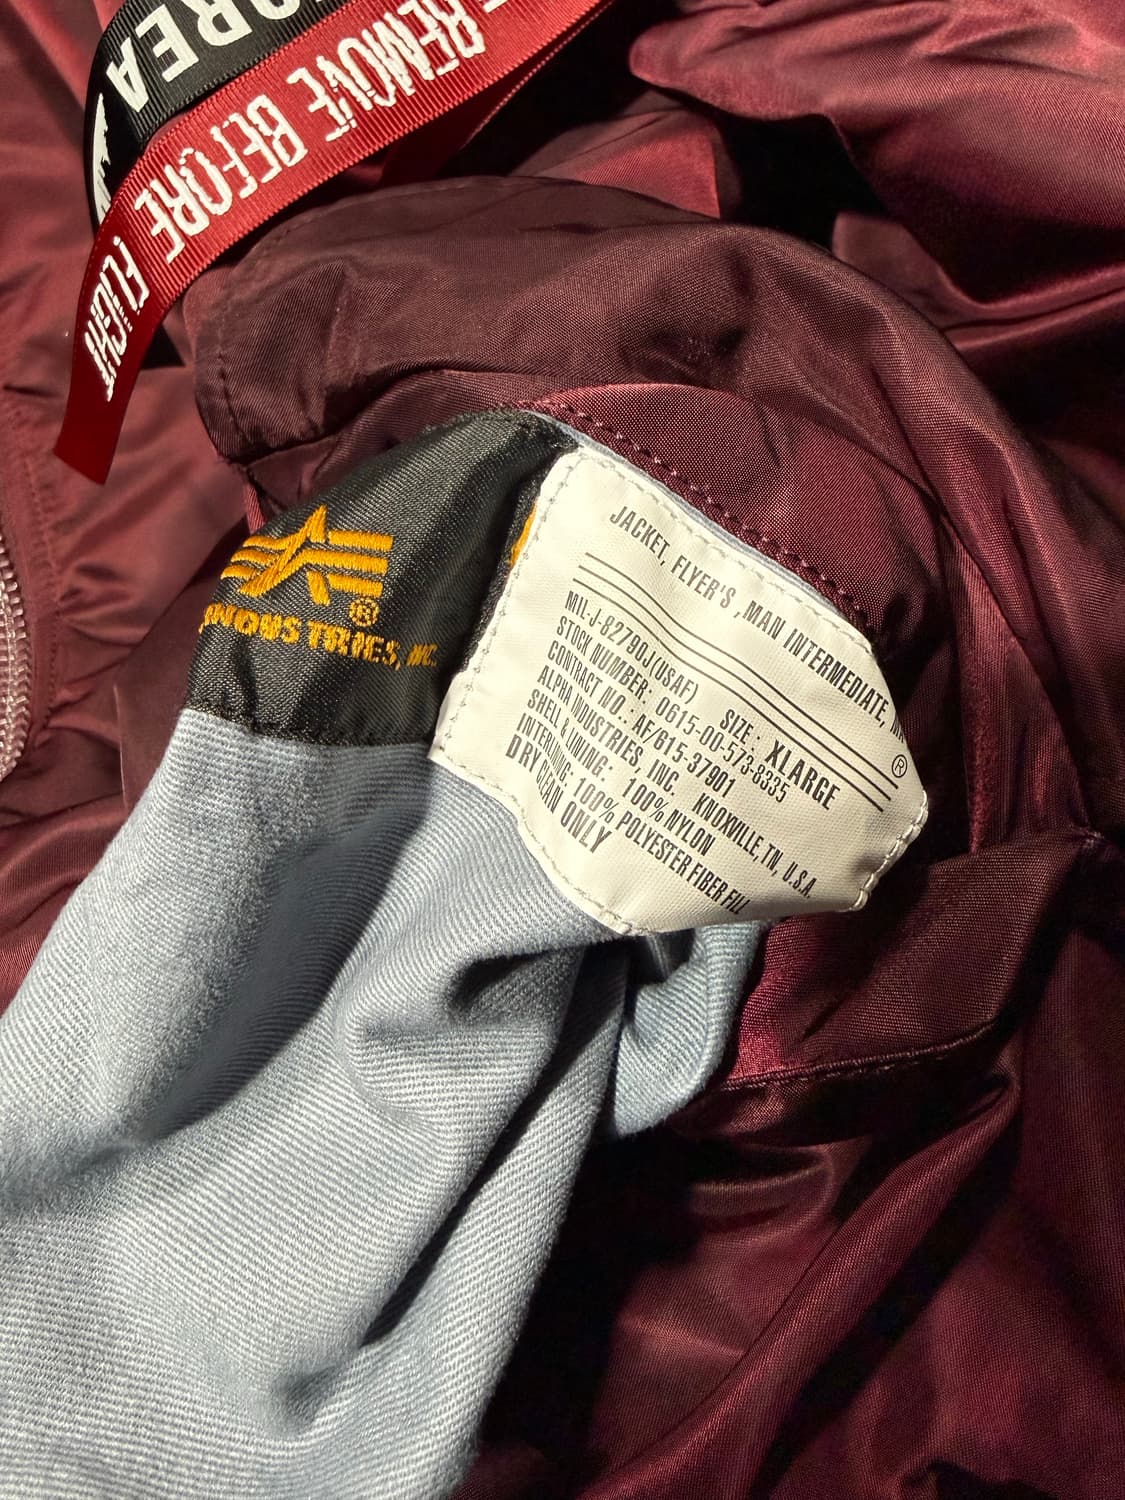 OREA
REMOVE BEFORE FLIGHT
INDUSTRIES, INC.
®
JACKET, FLYER'S ,MAN INTERMEDIATE,
®
MIL-J-82790J(USAF) SIZE: XLARGE
STOCK NUMBER: 0615-00-573-8335
CONTRACT NO.: AF/615-37901
ALPHA INDUSTRIES, INC. KNOXVILLE, TN, U.S.A.
SHELL & LINING: 100% NYLON
INTERLINING: 100% POLYESTER FIBER FILL
DRY CLEAN ONLY